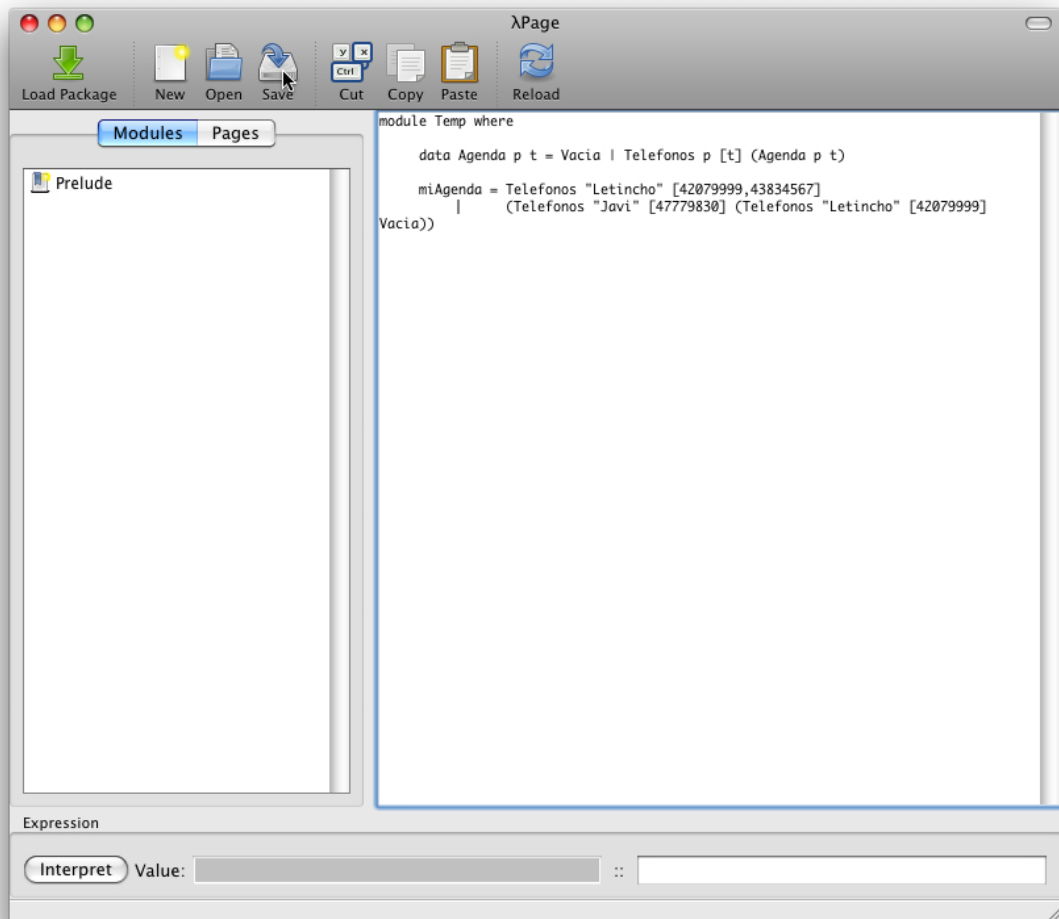 λPage
Load Package New Open Save Cut Copy Paste Reload
y x
Ctrl
Modules Pages
Prelude
module Temp where
data Agenda p t = Vacia | Telefonos p [t] (Agenda p t)
miAgenda = Telefonos "Letincho" [42079999,43834567]
| (Telefonos "Javi" [47779830] (Telefonos "Letincho" [42079999]
Vacia))
Expression
Interpret Value: ::